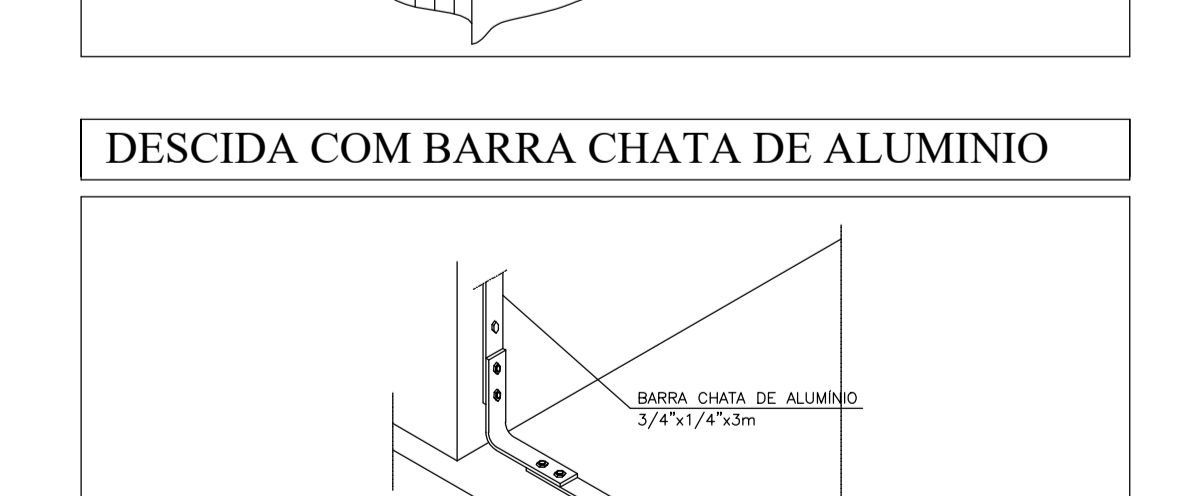 DESCIDA COM BARRA CHATA DE ALUMINIO
BARRA CHATA DE ALUMÍNIO
3/4"x1/4"x3m